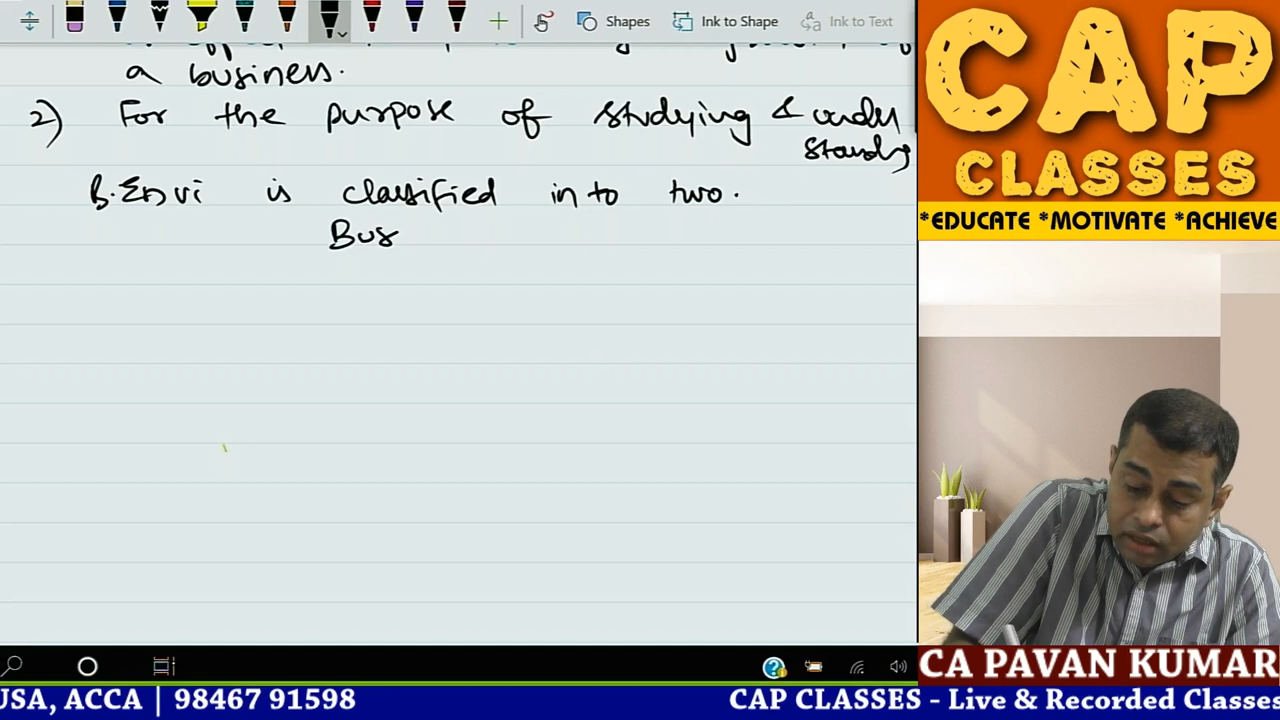 Shapes
Ink to Shape
Ink to Text
a business.
2) For the purpose of studying & under
standing
B. Envi is classified in to two.
Bus
CAP
CLASSES
*EDUCATE *MOTIVATE *ACHIEVE
CA PAVAN KUMAR
USA, ACCA | 98467 91598
CAP CLASSES - Live & Recorded Classes